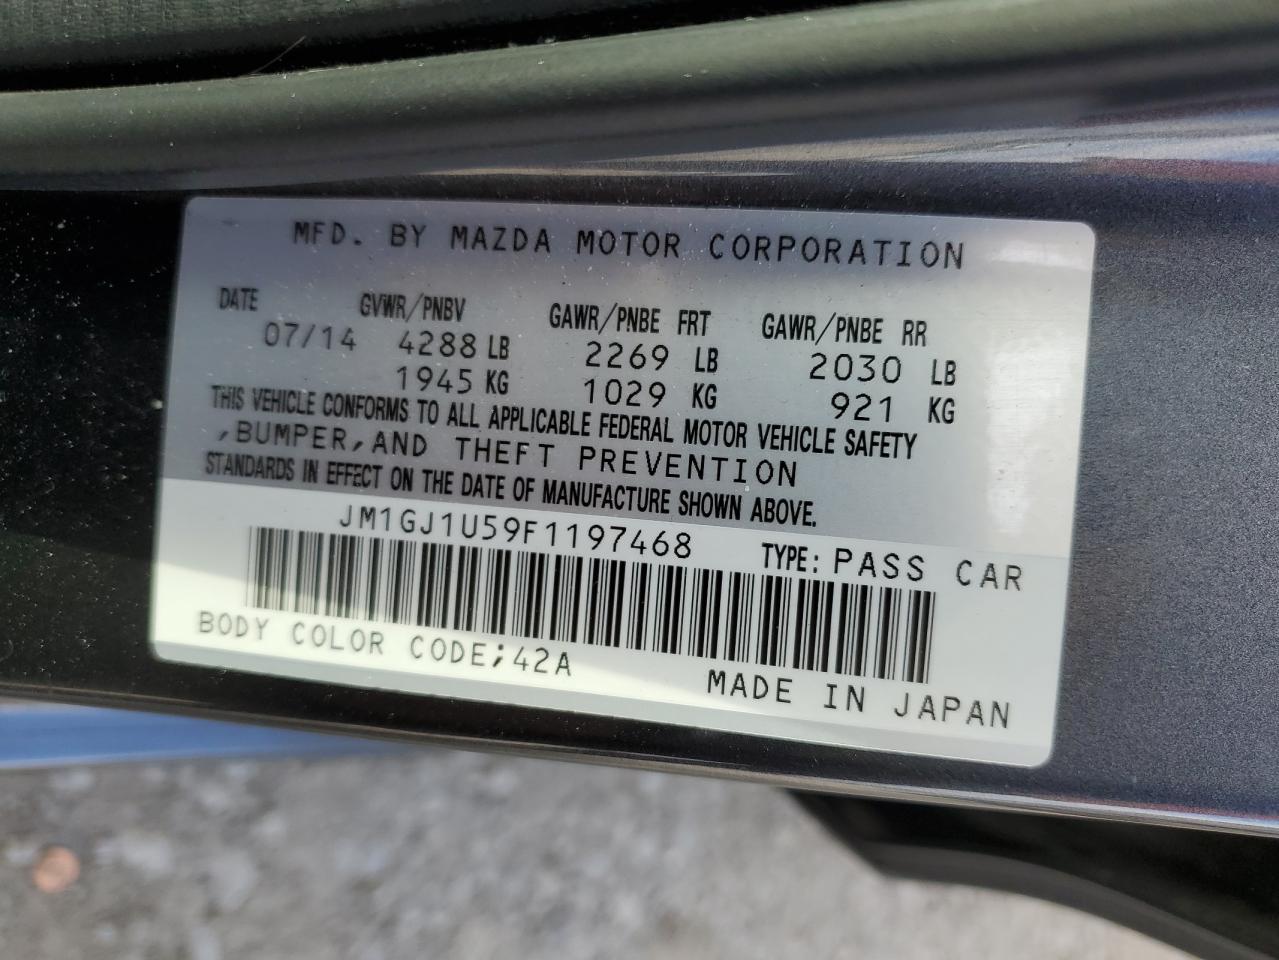 MFD. BY MAZDA MOTOR CORPORATION
DATE GVWR/PNBV GAWR/PNBE FRT GAWR/PNBE RR
07/14 4288 LB 2269 LB 2030 LB
1945 KG 1029 KG 921 KG
THIS VEHICLE CONFORMS TO ALL APPLICABLE FEDERAL MOTOR VEHICLE SAFETY
,BUMPER,AND THEFT PREVENTION
STANDARDS IN EFFECT ON THE DATE OF MANUFACTURE SHOWN ABOVE.
JM1GJ1U59F1197468 TYPE: PASS CAR
BODY COLOR CODE;42A
MADE IN JAPAN